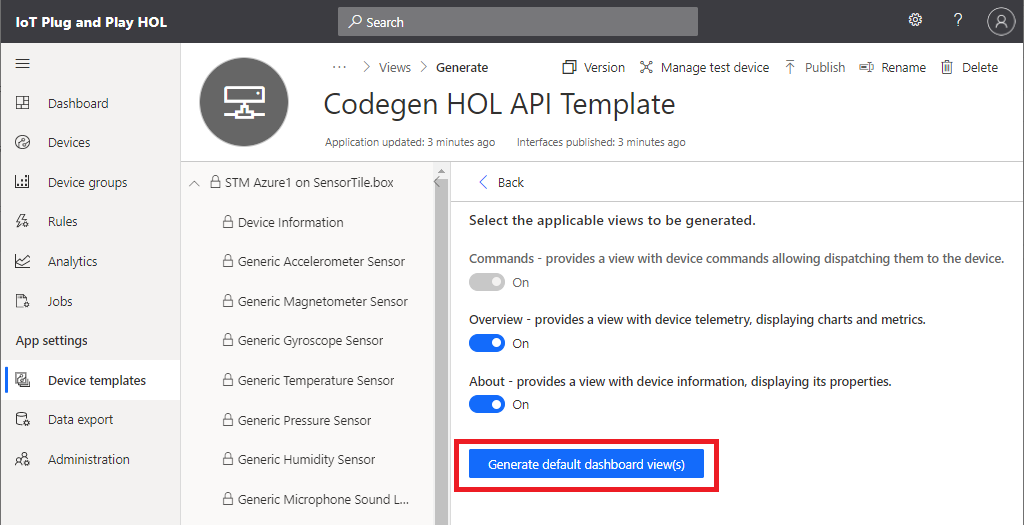 IoT Plug and Play HOL
Search
?
Dashboard
Devices
Device groups
Rules
Analytics
Jobs
App settings
Device templates
Data export
Administration
··· > Views > Generate
Version
Manage test device
Publish
Rename
Delete
Codegen HOL API Template
Application updated: 3 minutes ago
Interfaces published: 3 minutes ago
STM Azure1 on SensorTile.box
Device Information
Generic Accelerometer Sensor
Generic Magnetometer Sensor
Generic Gyroscope Sensor
Generic Temperature Sensor
Generic Pressure Sensor
Generic Humidity Sensor
Generic Microphone Sound L...
Back
Select the applicable views to be generated.
Commands - provides a view with device commands allowing dispatching them to the device.
On
Overview - provides a view with device telemetry, displaying charts and metrics.
On
About - provides a view with device information, displaying its properties.
On
Generate default dashboard view(s)